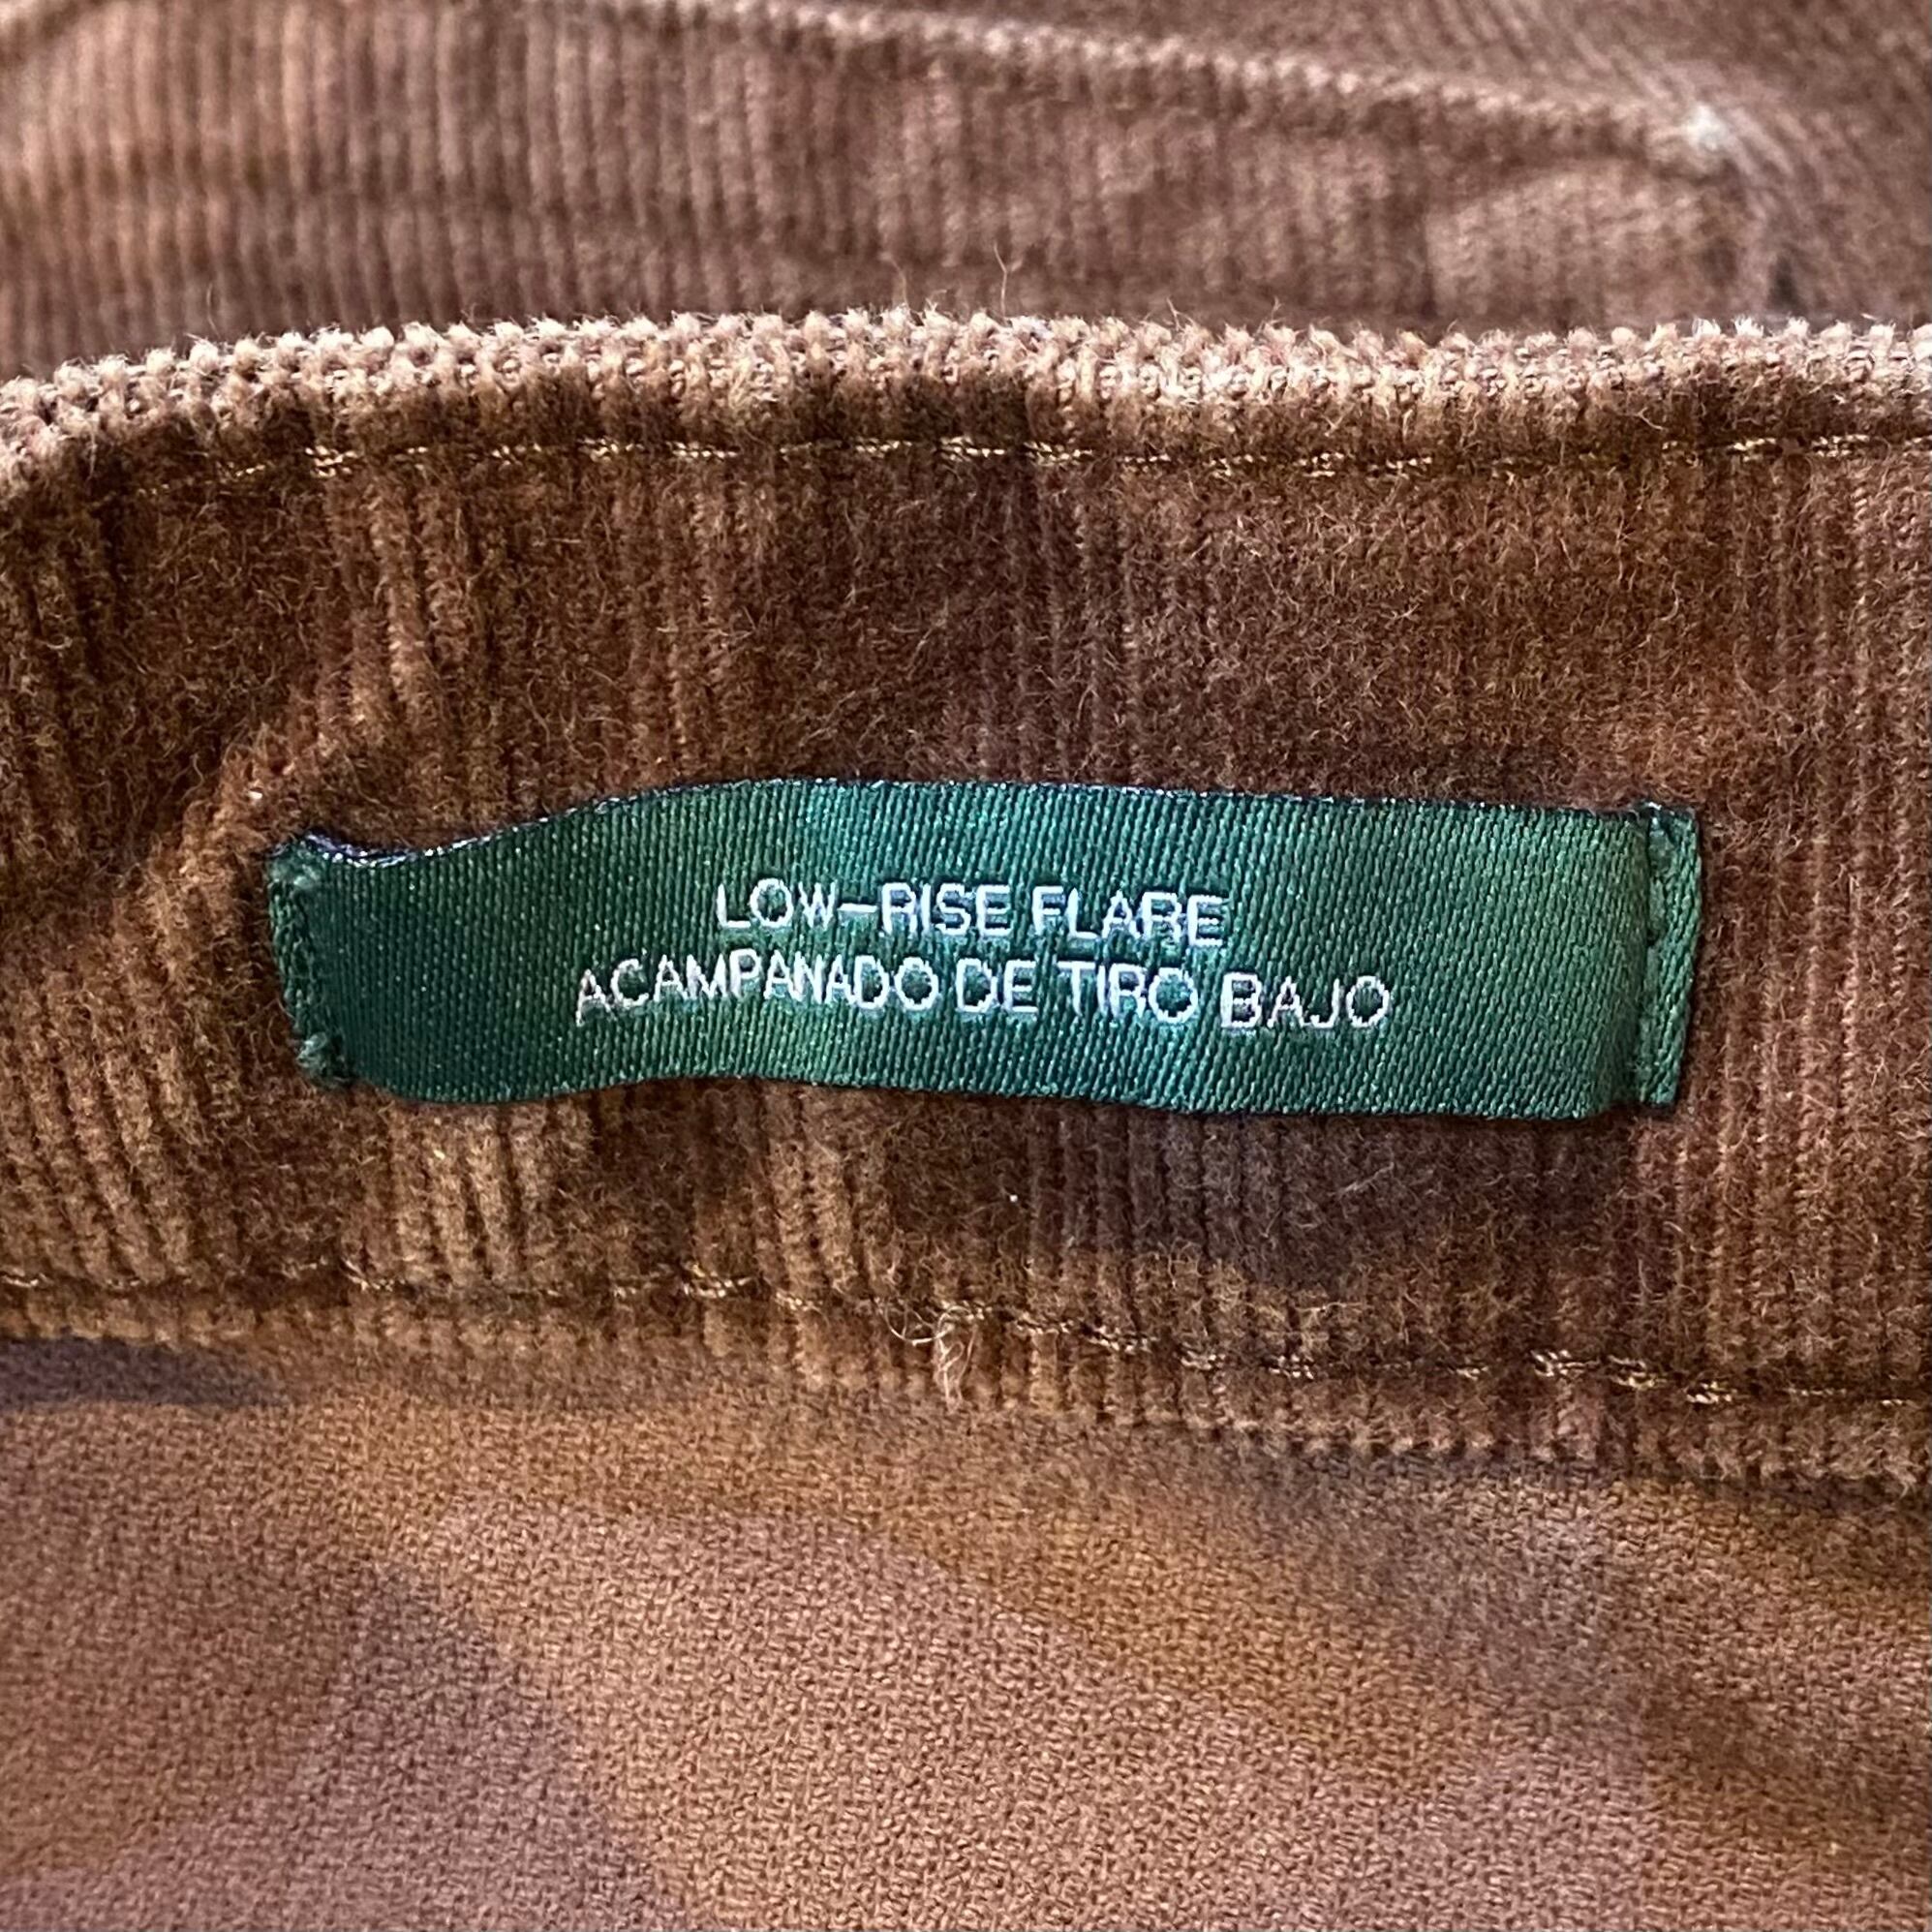 LOW-RISE FLARE
ACAMPANADO DE TIRO BAJO